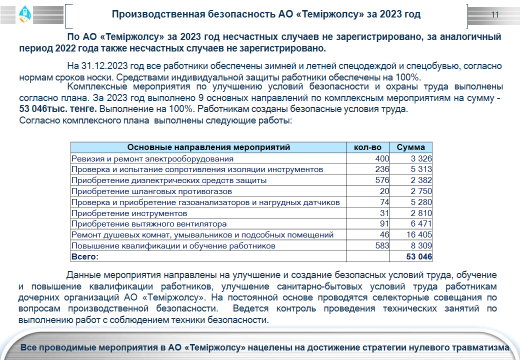 Производственная безопасность АО «Теміржолсу» за 2023 год
11
По АО «Теміржолсу» за 2023 год несчастных случаев не зарегистрировано, за аналогичный
период 2022 года также несчастных случаев не зарегистрировано.
На 31.12.2023 год все работники обеспечены зимней и летней спецодеждой и спецобувью, согласно
нормам сроков носки. Средствами индивидуальной защиты работники обеспечены на 100%.
Комплексные мероприятия по улучшению условий безопасности и охраны труда выполнены
согласно плана. За 2023 год выполнено 9 основных направлений по комплексным мероприятиям на сумму -
53 046тыс. тенге. Выполнение на 100%. Работникам созданы безопасные условия труда.
Согласно комплексного плана выполнены следующие работы:
Основные направления мероприятий кол-во Сумма
Ревизия и ремонт электрооборудования 400 3 326
Проверка и испытание сопротивления изоляции инструментов 236 5 313
Приобретение диэлектрических средств защиты 576 2 382
Приобретение шланговых противогазов 20 2 750
Проверка и приобретение газоанализаторов и нагрудных датчиков 74 5 280
Приобретение инструментов 31 2 810
Приобретение вытяжного вентилятора 91 6 471
Ремонт душевых комнат, умывальников и подсобных помещений 46 16 405
Повышение квалификации и обучение работников 583 8 309
Всего: 53 046
Данные мероприятия направлены на улучшение и создание безопасных условий труда, обучение
и повышение квалификации работников, улучшение санитарно-бытовых условий труда работникам
дочерних организаций АО «Теміржолсу». На постоянной основе проводятся селекторные совещания по
вопросам производственной безопасности. Ведется контроль проведения технических занятий по
выполнению работ с соблюдением техники безопасности.
Все проводимые мероприятия в АО «Теміржолсу» нацелены на достижение стратегии нулевого травматизма